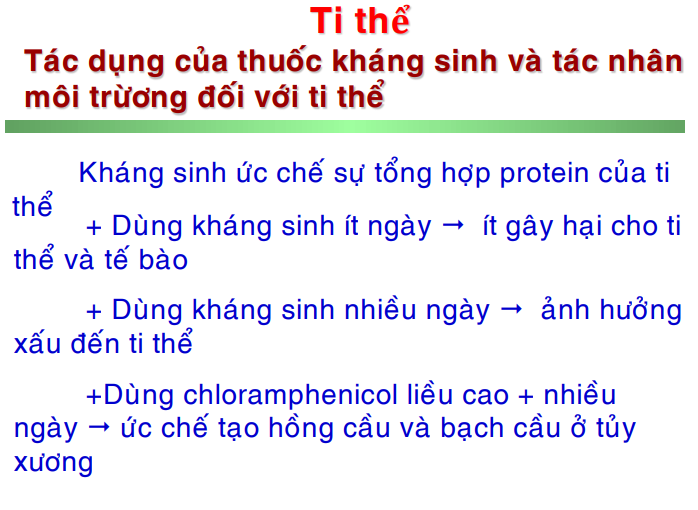 Ti thể
Tác dụng của thuốc kháng sinh và tác nhân
môi trừơng đối với ti thể
Kháng sinh ức chế sự tổng hợp protein của ti
thể
+ Dùng kháng sinh ít ngày → ít gây hại cho ti
thể và tế bào
+ Dùng kháng sinh nhiều ngày → ảnh hưởng
xấu đến ti thể
+Dùng chloramphenicol liều cao + nhiều
ngày → ức chế tạo hồng cầu và bạch cầu ở tủy
xương